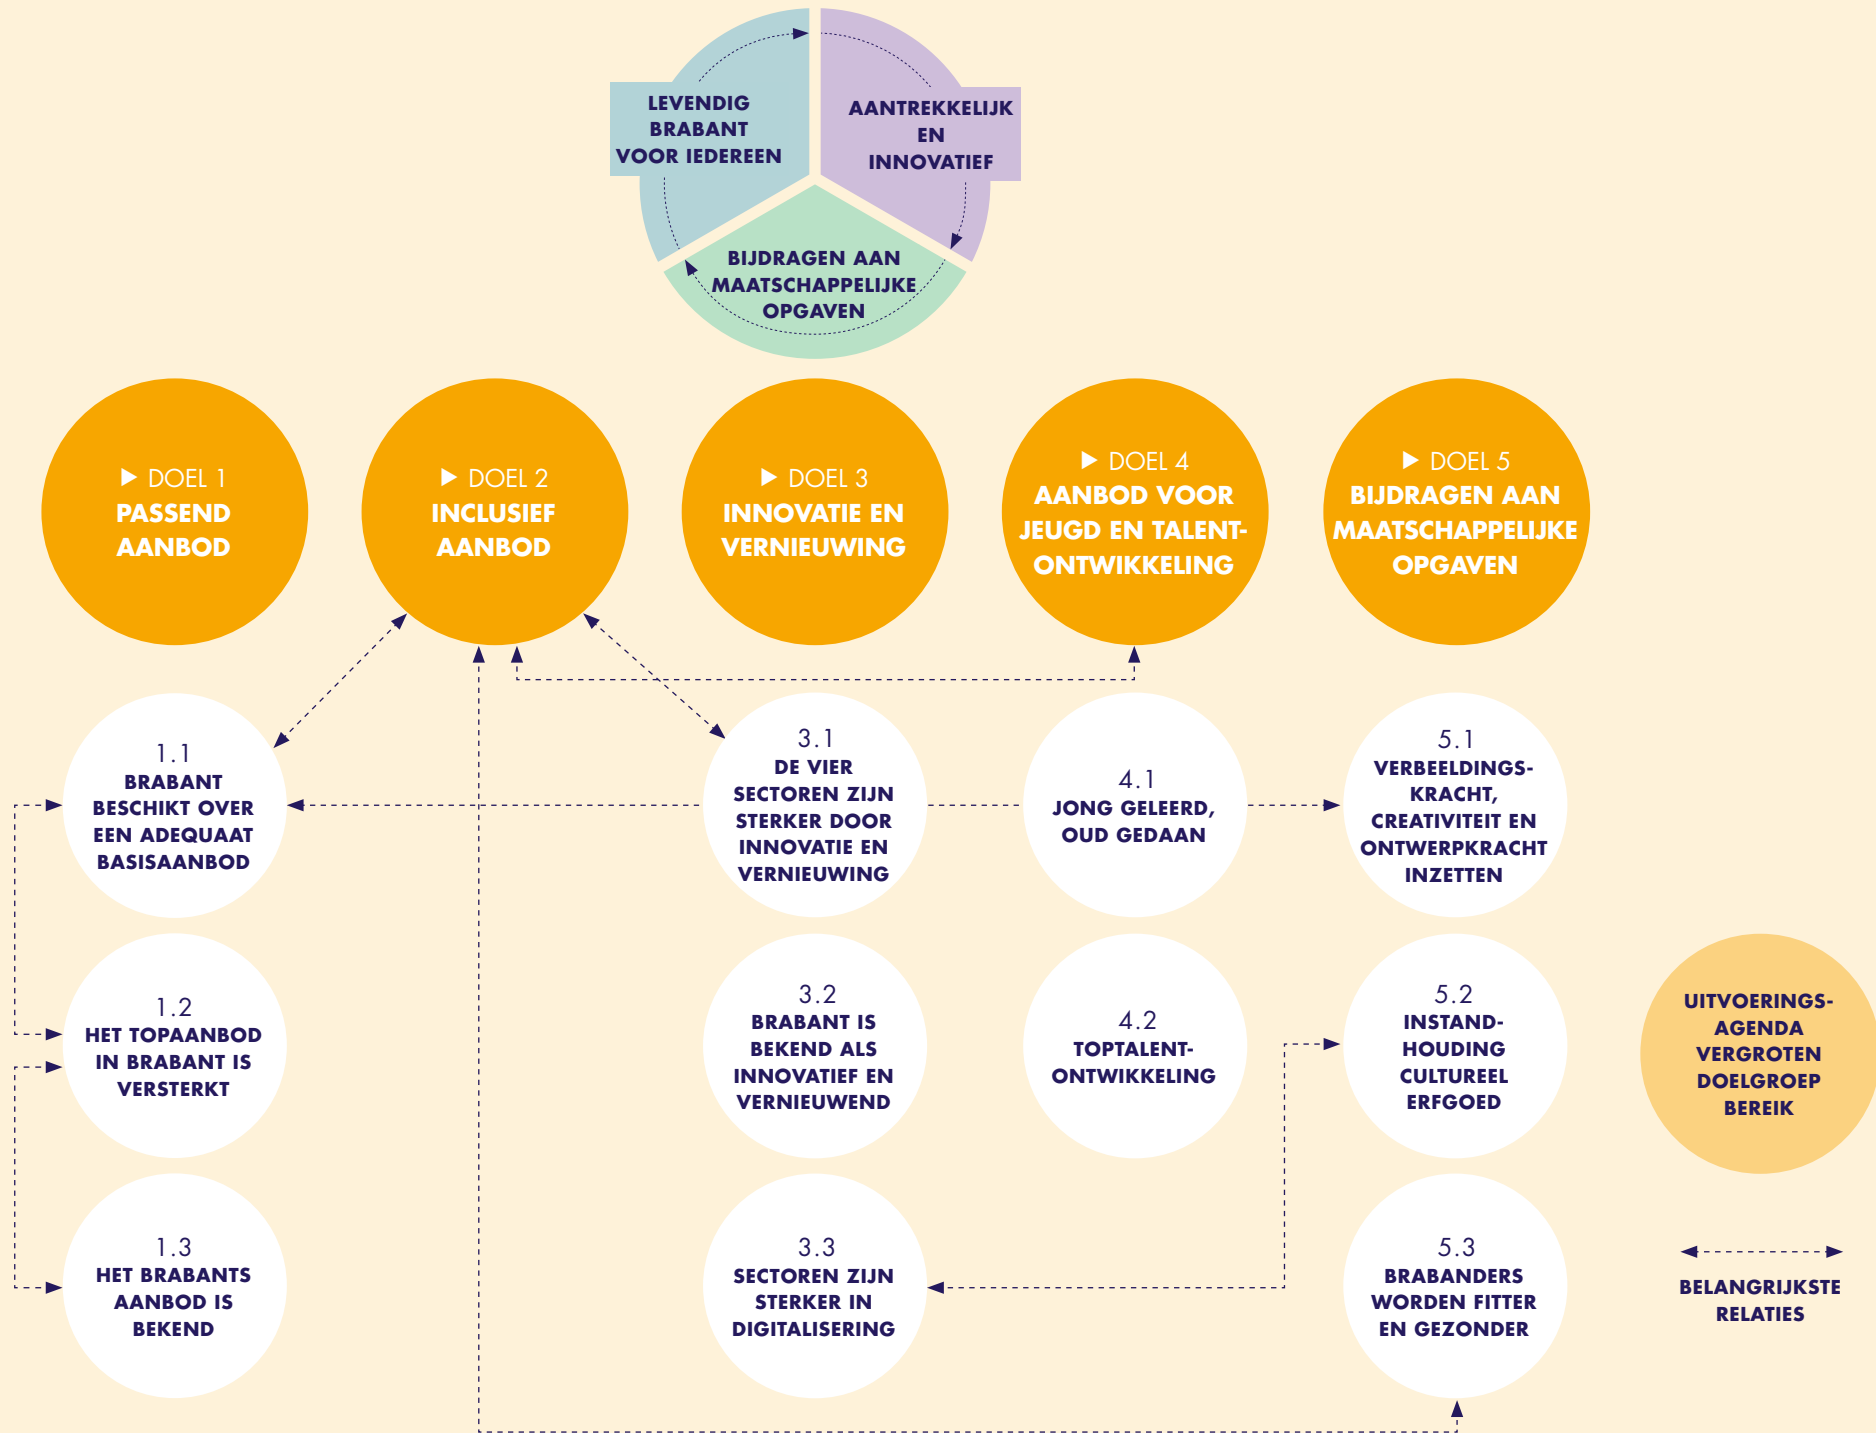 LEVENDIG
BRABANT
VOOR IEDEREEN
AANTREKKELIJK
EN
INNOVATIEF
BIJDRAGEN AAN
MAATSCHAPPELIJKE
OPGAVEN
DOEL 1
PASSEND
AANBOD
DOEL 2
INCLUSIEF
AANBOD
DOEL 3
INNOVATIE EN
VERNIEUWING
DOEL 4
AANBOD VOOR
JEUGD EN TALENT-
ONTWIKKELING
DOEL 5
BIJDRAGEN AAN
MAATSCHAPPELIJKE
OPGAVEN
1.1
BRABANT
BESCHIKT OVER
EEN ADEQUAAT
BASISAANBOD
3.1
DE VIER
SECTOREN ZIJN
STERKER DOOR
INNOVATIE EN
VERNIEUWING
4.1
JONG GELEERD,
OUD GEDAAN
5.1
VERBEELDINGS-
KRACHT,
CREATIVITEIT EN
ONTWERPKRACHT
INZETTEN
1.2
HET TOPAANBOD
IN BRABANT IS
VERSTERKT
3.2
BRABANT IS
BEKEND ALS
INNOVATIEF EN
VERNIEUWEND
4.2
TOPTALENT-
ONTWIKKELING
5.2
INSTAND-
HOUDING
CULTUREEL
ERFGOED
UITVOERINGS-
AGENDA
VERGROTEN
DOELGROEP
BEREIK
1.3
HET BRABANTS
AANBOD IS
BEKEND
3.3
SECTOREN ZIJN
STERKER IN
DIGITALISERING
5.3
BRABANDERS
WORDEN FITTER
EN GEZONDER
BELANGRIJKSTE
RELATIES